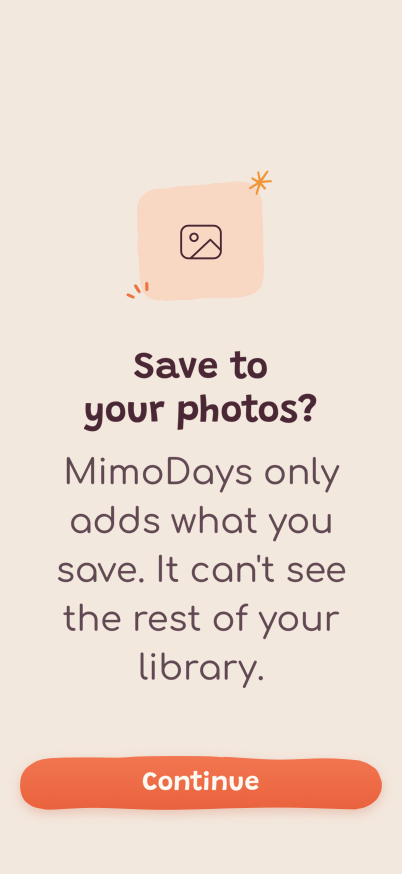 Save to
your photos?
MimoDays only
adds what you
save. It can't see
the rest of your
library.
Continue